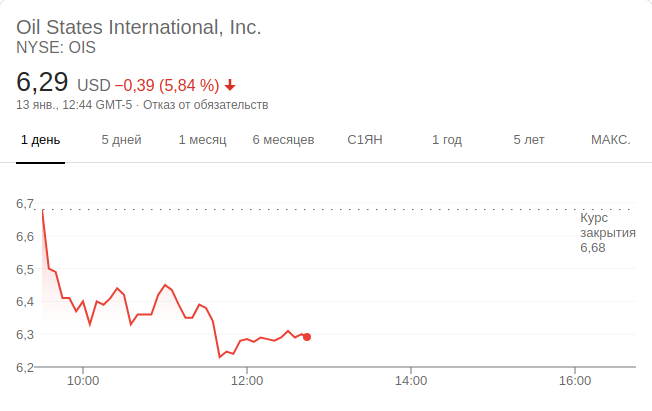 Oil States International, Inc.
NYSE: OIS
6,29 USD −0,39 (5,84 %)
13 янв., 12:44 GMT-5 · Отказ от обязательств
1 день 5 дней 1 месяц 6 месяцев С1ЯН 1 год 5 лет МАКС.
6,7
Курс
закрытия
6,68
6,6
6,5
6,4
6,3
6,2
10:00 12:00 14:00 16:00